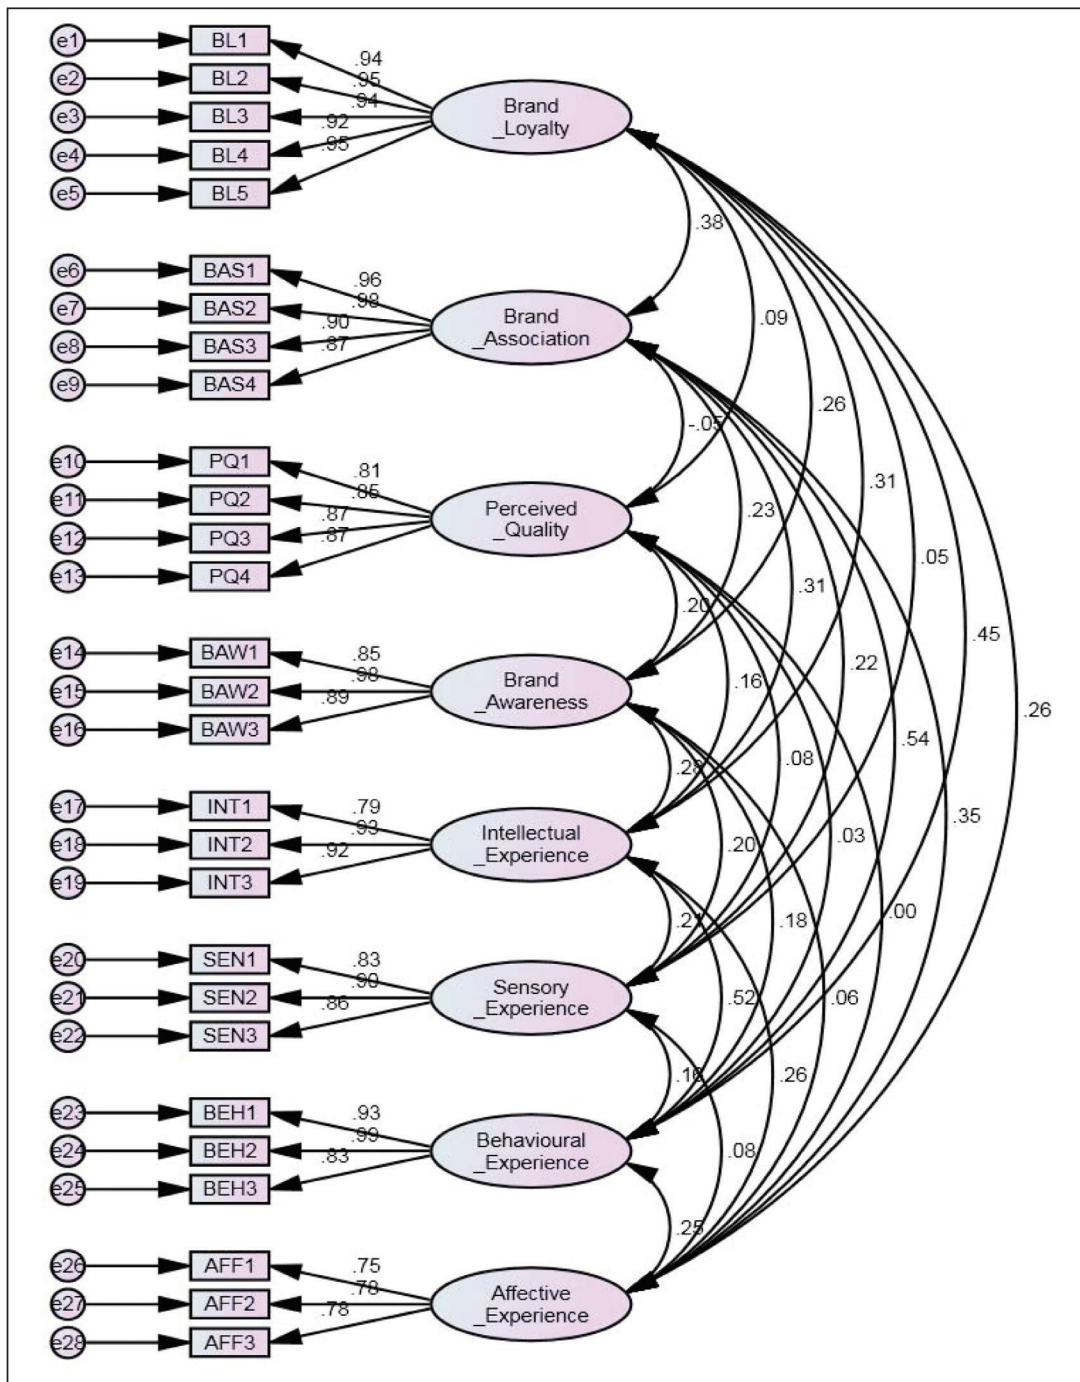 e1 BL1
.94
e2 BL2
.95
e3 BL3
.94
Brand
_Loyalty
.92
e4 BL4
.95
e5 BL5
.38
e6 BAS1
.96
e7 BAS2
.98
.09
Brand
_Association
e8 BAS3
.90
.87
e9 BAS4
.26
-.05
e10 PQ1
.81
.31
e11 PQ2
.85
Perceived
_Quality
.23
.87
e12 PQ3
.87
.05
e13 PQ4
.31
.20
.45
e14 BAW1
.85
.22
.98
.16
e15 BAW2
Brand
_Awareness
.89
.26
e16 BAW3
.54
.28
.08
e17 INT1
.79
.35
.93
Intellectual
_Experience
.03
e18 INT2
.20
.92
e19 INT3
.00
.21
.18
e20 SEN1
.83
.90
e21 SEN2
Sensory
_Experience
.52
.06
.86
e22 SEN3
.16
.26
e23 BEH1
.93
.99
e24 BEH2
Behavioural
_Experience
.08
.83
e25 BEH3
.25
e26 AFF1
.75
.78
e27 AFF2
Affective
_Experience
.78
e28 AFF3